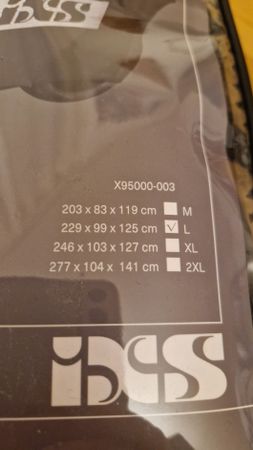 iXS
X95000-003
203 x 83 x 119 cm M
229 x 99 x 125 cm L
246 x 103 x 127 cm XL
277 x 104 x 141 cm 2XL
iXS